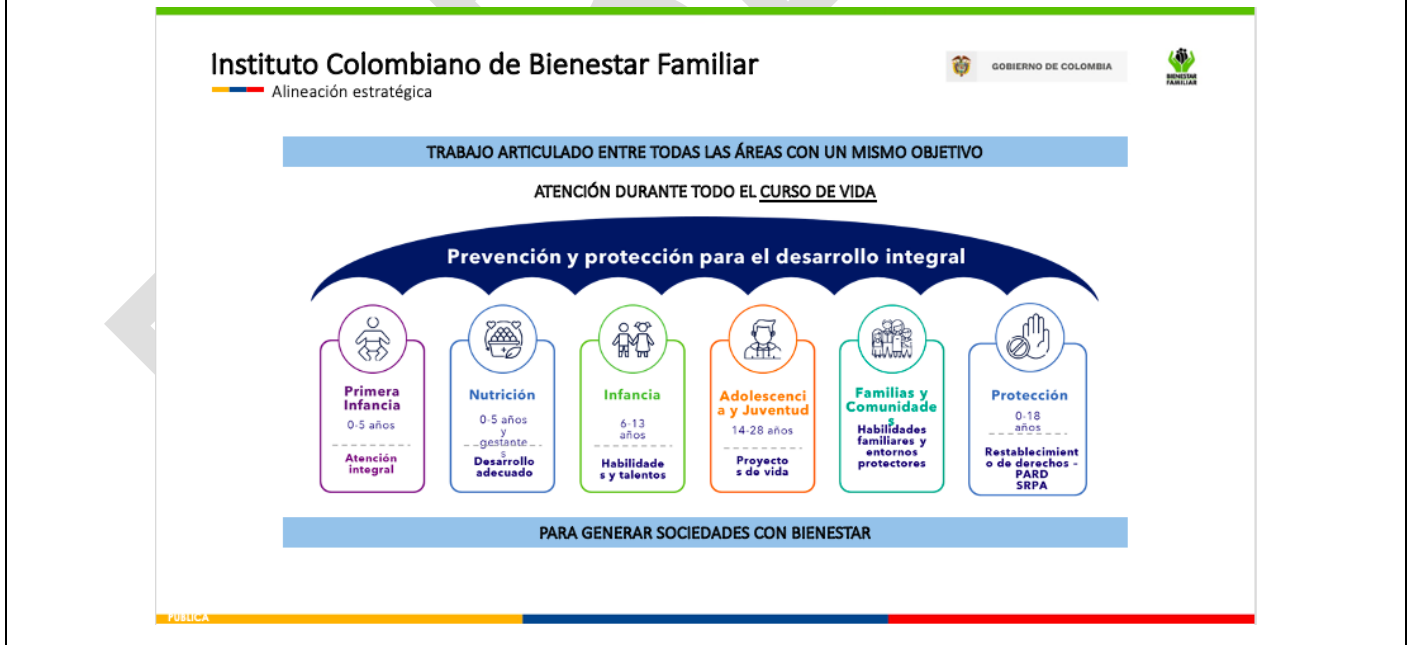 Instituto Colombiano de Bienestar Familiar
Alineación estratégica
GOBIERNO DE COLOMBIA
BIENESTAR
FAMILIAR
TRABAJO ARTICULADO ENTRE TODAS LAS ÁREAS CON UN MISMO OBJETIVO
ATENCIÓN DURANTE TODO EL CURSO DE VIDA
Prevención y protección para el desarrollo integral
Primera
Infancia
0-5 años
Atención
integral
Nutrición
0-5 años
y
gestante
s
Desarrollo
adecuado
Infancia
6-13
años
Habilidade
s y talentos
Adolescenci
a y Juventud
14-28 años
Proyecto
s de vida
Familias y
Comunidade
s
Habilidades
familiares y
entornos
protectores
Protección
0-18
años
Restablecimient
o de derechos -
PARD
SRPA
PARA GENERAR SOCIEDADES CON BIENESTAR
PÚBLICA